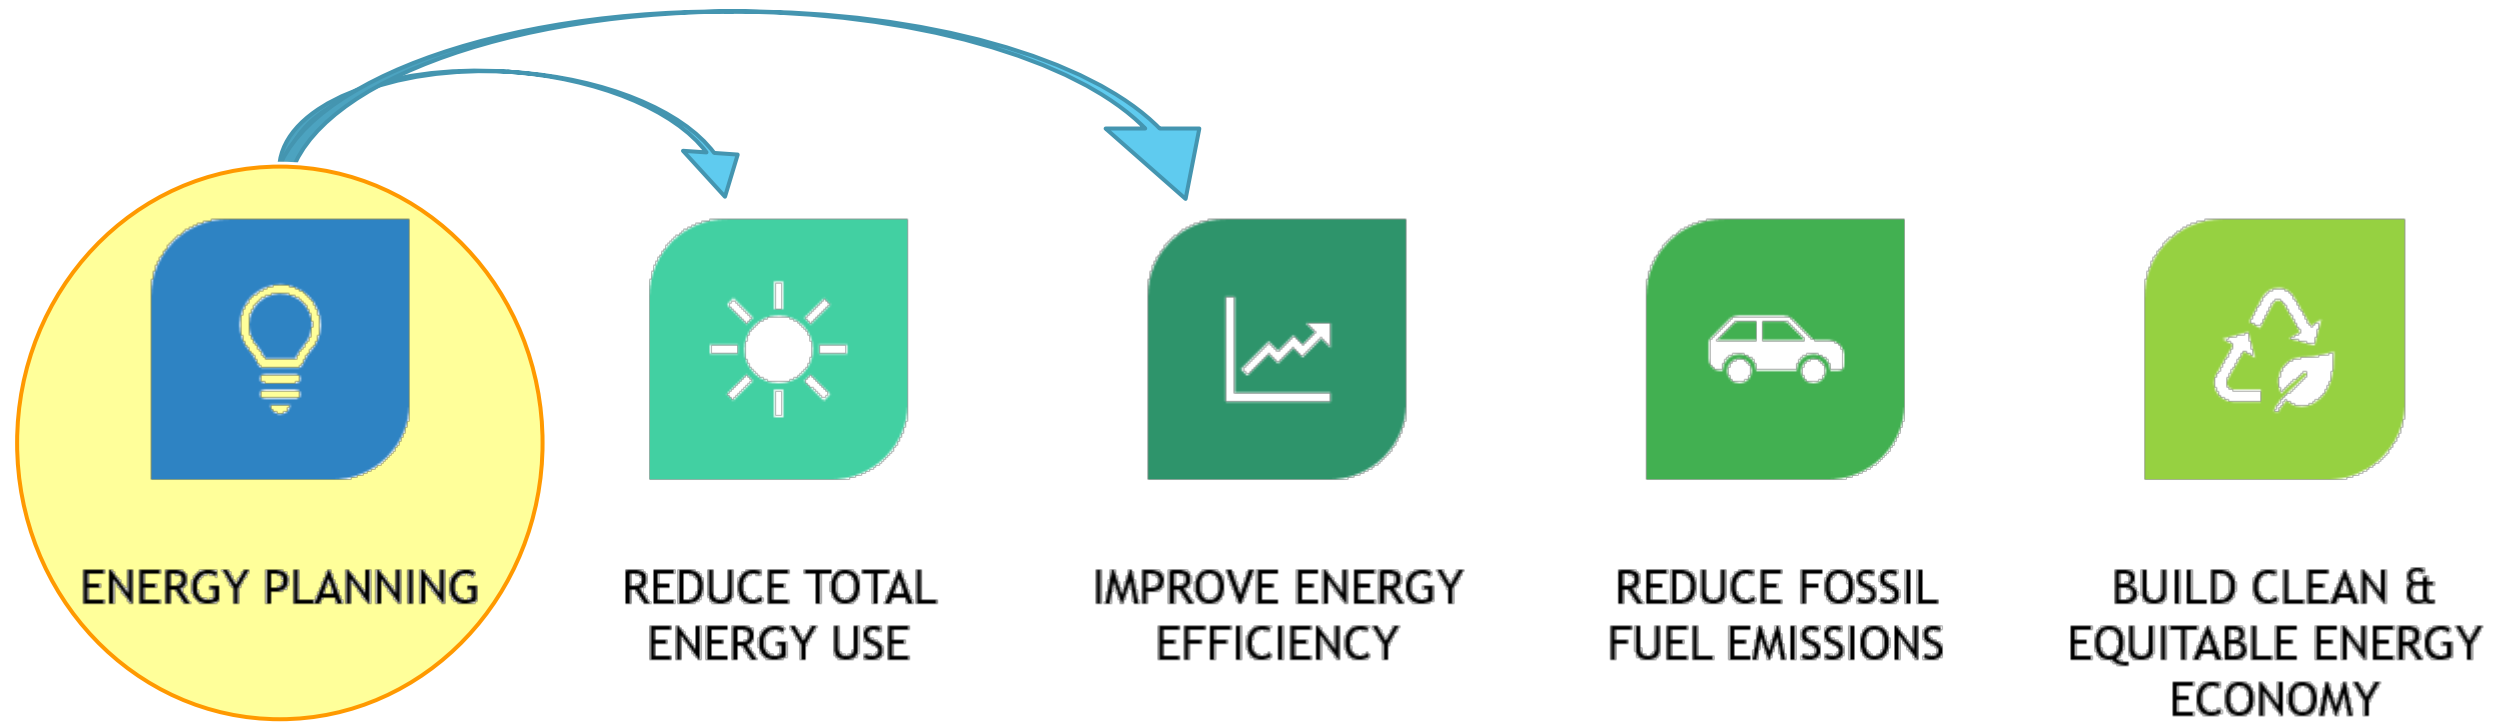 ENERGY PLANNING
REDUCE TOTAL
ENERGY USE
IMPROVE ENERGY
EFFICIENCY
REDUCE FOSSIL
FUEL EMISSIONS
BUILD CLEAN &
EQUITABLE ENERGY
ECONOMY